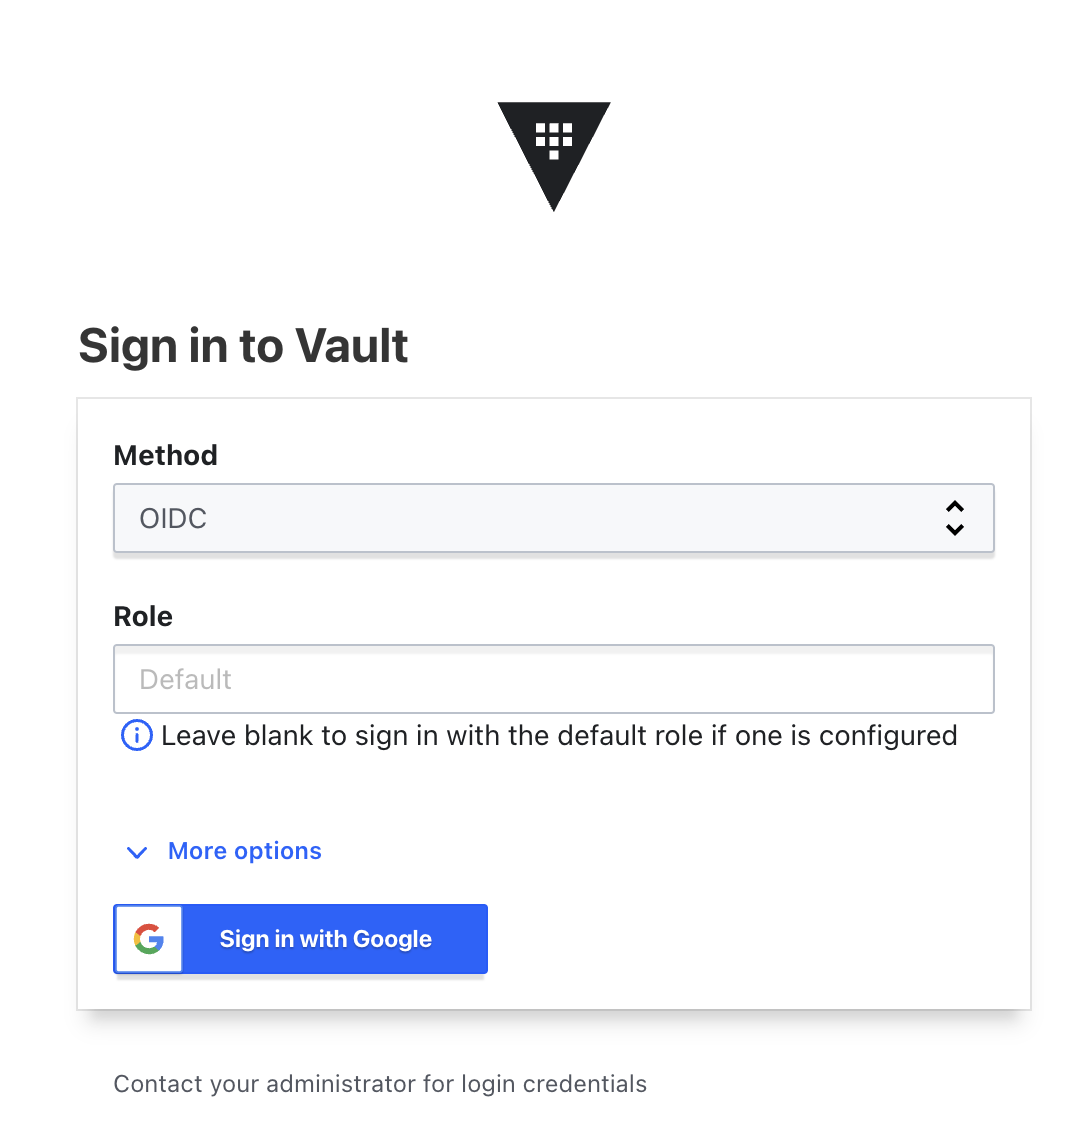 Sign in to Vault
Method
OIDC
Role
Default
Leave blank to sign in with the default role if one is configured
More options
Sign in with Google
Contact your administrator for login credentials